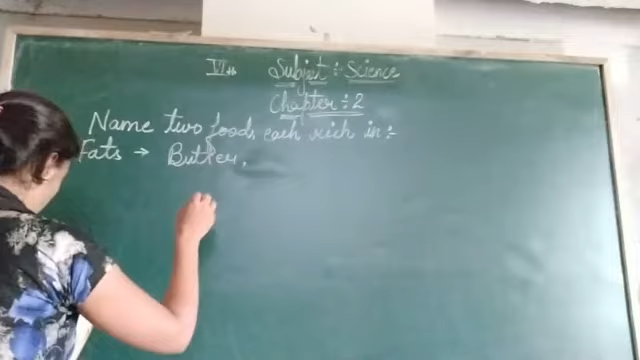 VIth Subject :- Science
Chapter : 2
Name two foods each rich in :-
Fats → Butter,